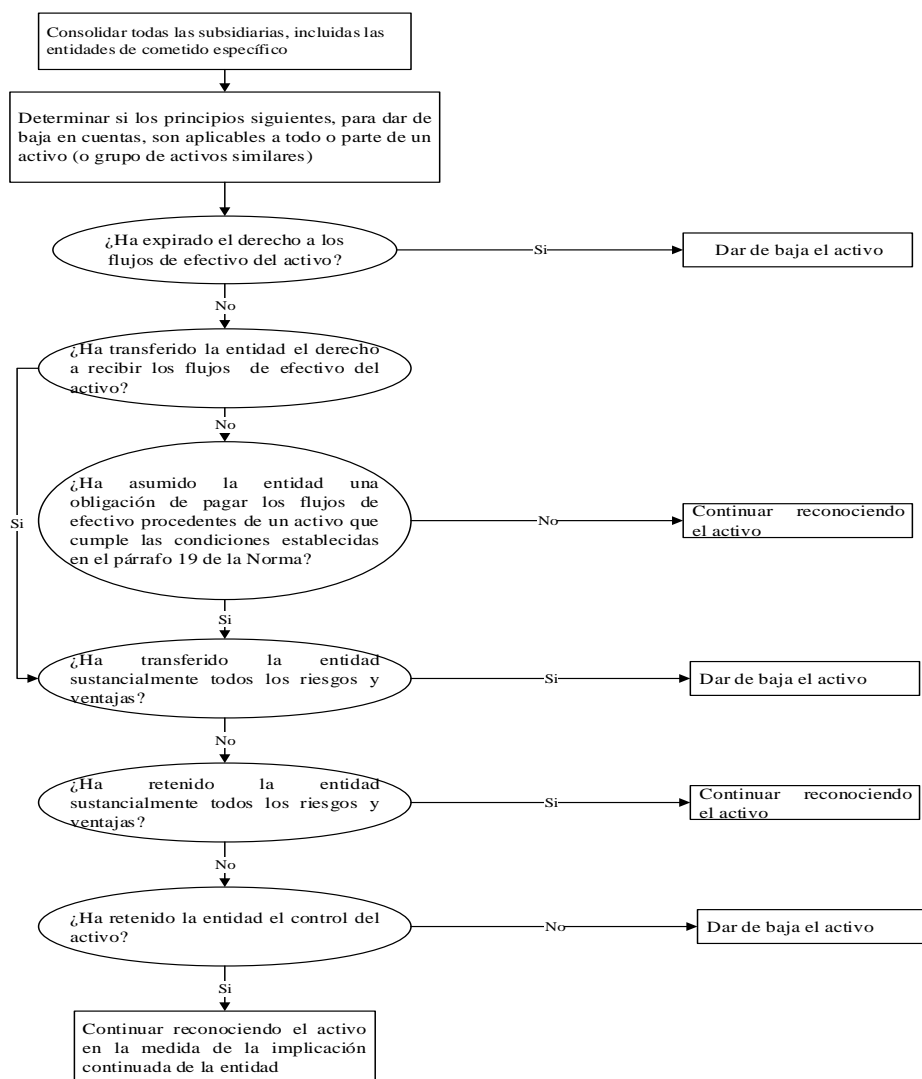 Consolidar todas las subsidiarias, incluidas las
entidades de cometido específico
Determinar si los principios siguientes, para dar de
baja en cuentas, son aplicables a todo o parte de un
activo (o grupo de activos similares)
¿Ha expirado el derecho a los
flujos de efectivo del activo?
Si
Dar de baja el activo
No
¿Ha transferido la entidad el derecho
a recibir los flujos de efectivo del
activo?
No
¿Ha asumido la entidad una
obligación de pagar los flujos de
efectivo procedentes de un activo que
cumple las condiciones establecidas
en el párrafo 19 de la Norma?
Si
No
Continuar reconociendo
el activo
Si
¿Ha transferido la entidad
sustancialmente todos los riesgos y
ventajas?
Si
Dar de baja el activo
No
¿Ha retenido la entidad
sustancialmente todos los riesgos y
ventajas?
Si
Continuar reconociendo
el activo
No
¿Ha retenido la entidad el control del
activo?
No
Dar de baja el activo
Si
Continuar reconociendo el activo
en la medida de la implicación
continuada de la entidad